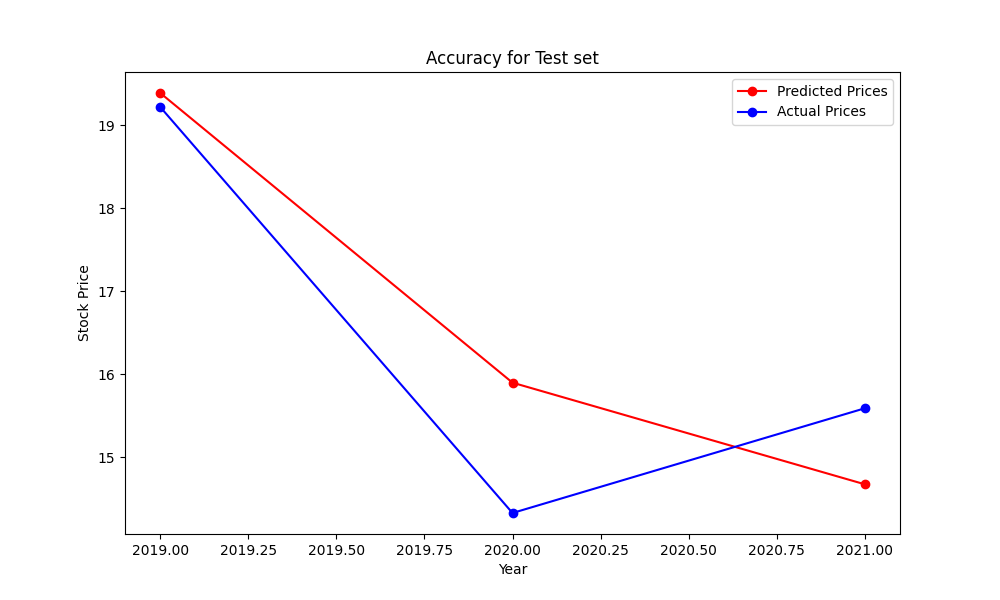 Accuracy for Test set
Predicted Prices
Actual Prices
19
18
17
16
15
Stock Price
2019.00 2019.25 2019.50 2019.75 2020.00 2020.25 2020.50 2020.75 2021.00
Year